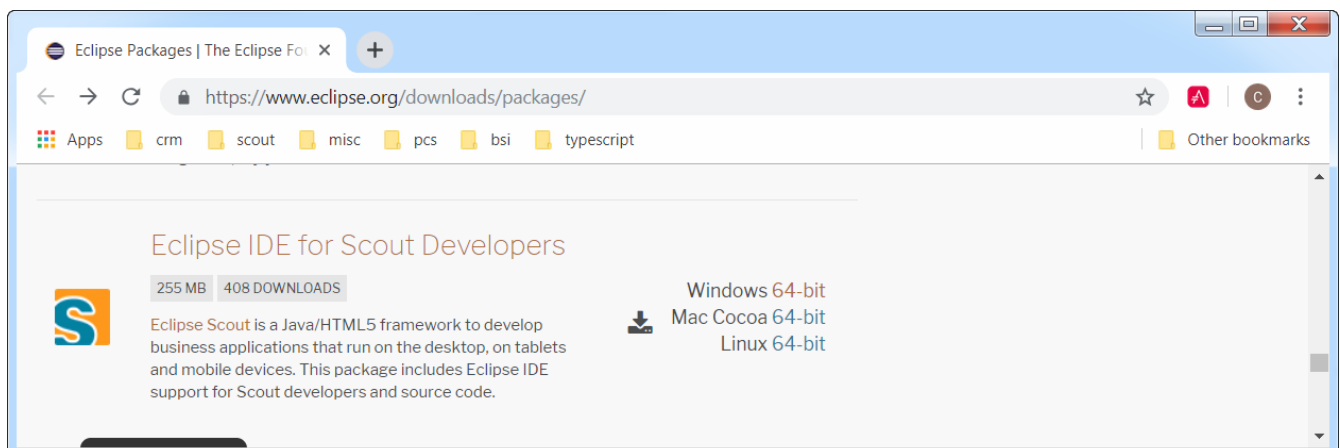 Eclipse Packages | The Eclipse Fou
https://www.eclipse.org/downloads/packages/
C
Apps crm scout misc pcs bsi typescript Other bookmarks
Eclipse IDE for Scout Developers
255 MB 408 DOWNLOADS
Eclipse Scout is a Java/HTML5 framework to develop
business applications that run on the desktop, on tablets
and mobile devices. This package includes Eclipse IDE
support for Scout developers and source code.
Windows 64-bit
Mac Cocoa 64-bit
Linux 64-bit